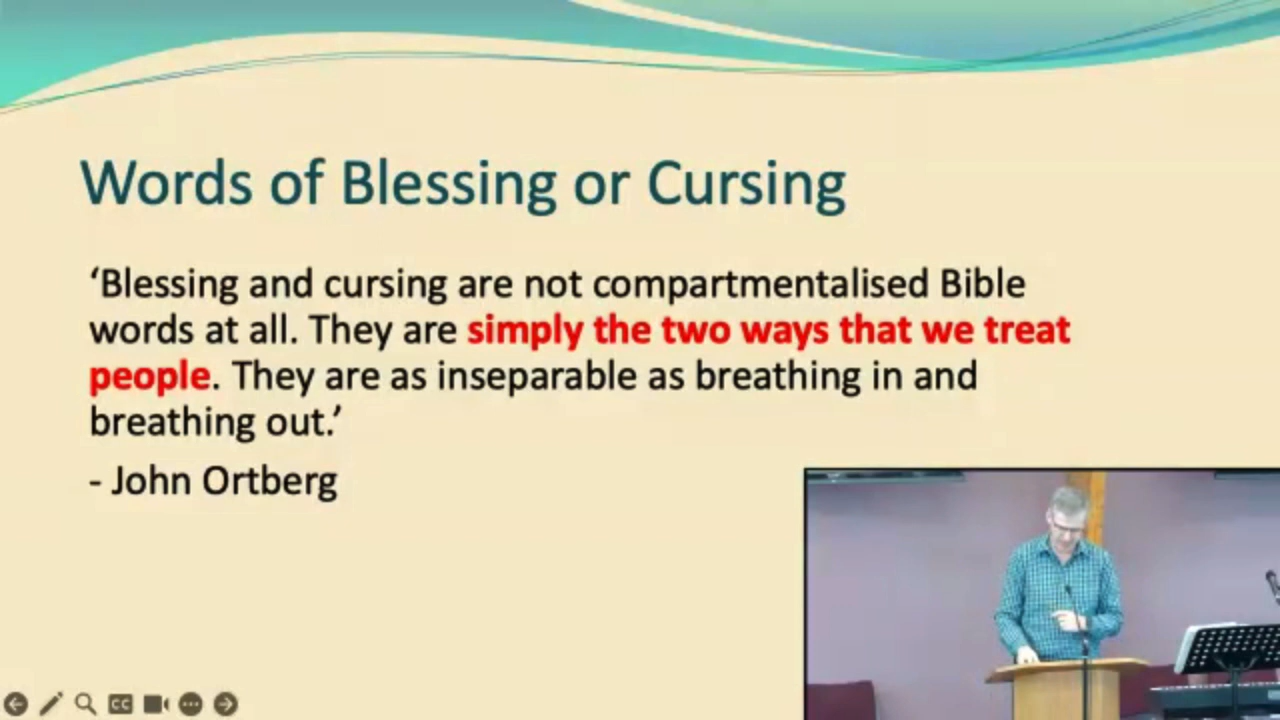 Words of Blessing or Cursing
‘Blessing and cursing are not compartmentalised Bible
words at all. They are simply the two ways that we treat
people. They are as inseparable as breathing in and
breathing out.’
- John Ortberg
CC